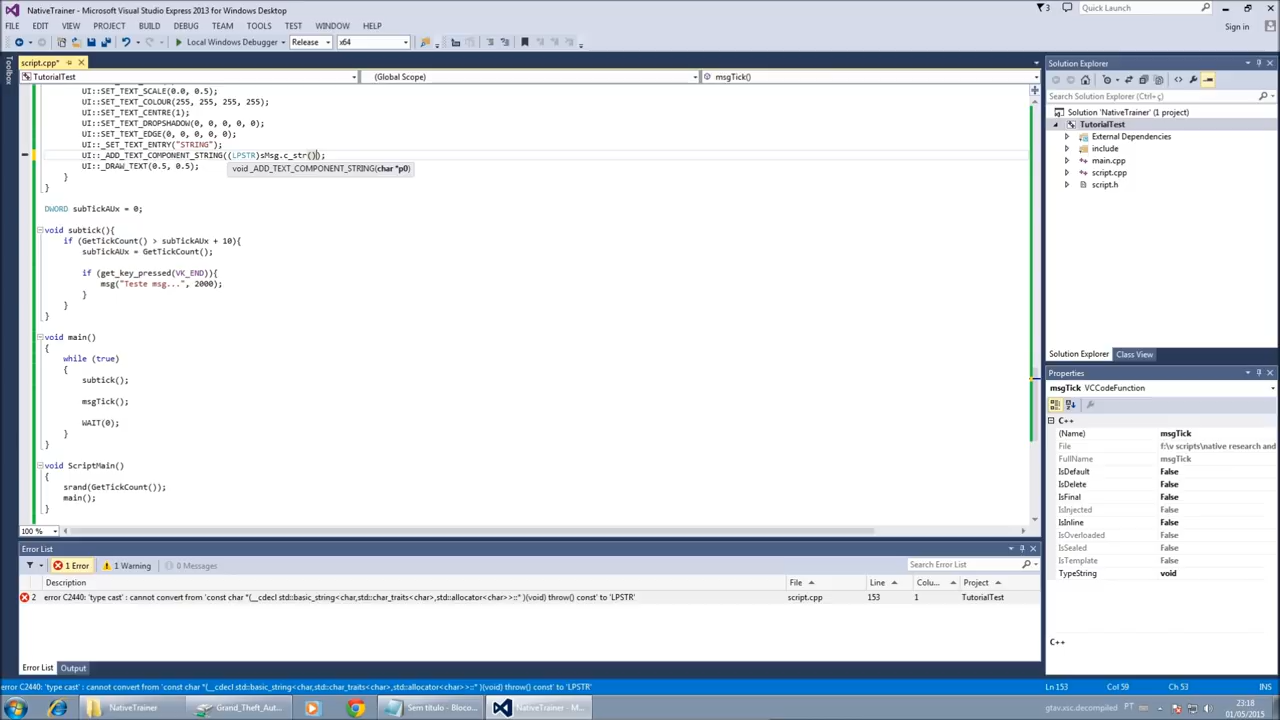 NativeTrainer - Microsoft Visual Studio Express 2013 for Windows Desktop
3
Quick Launch (Ctrl+Q)
FILE EDIT VIEW PROJECT BUILD DEBUG TEAM TOOLS TEST WINDOW HELP
Sign in
Local Windows Debugger Release x64
Toolbox
script.cpp*
TutorialTest (Global Scope) msgTick()
UI::SET_TEXT_SCALE(0.0, 0.5);
UI::SET_TEXT_COLOUR(255, 255, 255, 255);
UI::SET_TEXT_CENTRE(1);
UI::SET_TEXT_DROPSHADOW(0, 0, 0, 0, 0);
UI::SET_TEXT_EDGE(0, 0, 0, 0, 0);
UI::_SET_TEXT_ENTRY("STRING");
UI::_ADD_TEXT_COMPONENT_STRING((LPSTR)sMsg.c_str());
UI::_DRAW_TEXT(0.5, 0.5);
void _ADD_TEXT_COMPONENT_STRING(char *p0)
}
}
DWORD subTickAUx = 0;
void subtick(){
if (GetTickCount() > subTickAUx + 10){
subTickAUx = GetTickCount();
if (get_key_pressed(VK_END)){
msg("Teste msg...", 2000);
}
}
}
void main()
{
while (true)
{
subtick();
msgTick();
WAIT(0);
}
}
void ScriptMain()
{
srand(GetTickCount());
main();
}
100 %
Solution Explorer
Search Solution Explorer (Ctrl+ç)
Solution 'NativeTrainer' (1 project)
TutorialTest
External Dependencies
include
main.cpp
script.cpp
script.h
Solution Explorer Class View
Properties
msgTick VCCodeFunction
C++
(Name) msgTick
File f:\v scripts\native research and
FullName msgTick
IsDefault False
IsDelete False
IsFinal False
IsInjected False
IsInline False
IsOverloaded False
IsSealed False
IsTemplate False
TypeString void
C++
Error List
1 Error 1 Warning 0 Messages Search Error List
Description File Line Colu... Project
2 error C2440: 'type cast' : cannot convert from 'const char *(__cdecl std::basic_string<char,std::char_traits<char>,std::allocator<char>>::* )(void) throw() const' to 'LPSTR' script.cpp 153 1 TutorialTest
Error List Output
error C2440: 'type cast' : cannot convert from 'const char *(__cdecl std::basic_string<char,std::char_traits<char>,std::allocator<char>>::* )(void) throw() const' to 'LPSTR' Ln 153 Col 59 Ch 53 INS
NativeTrainer Grand_Theft_Aut... Sem título - Bloco... NativeTrainer - M... gtav.xsc.decompiled PT 23:18
01/05/2015